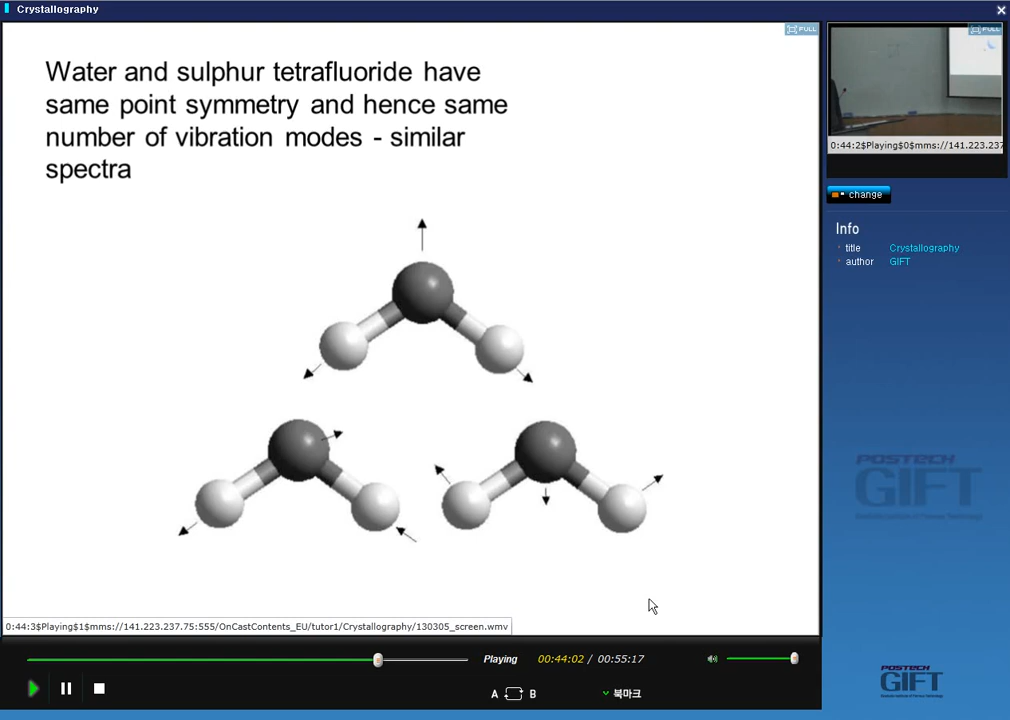 Crystallography
FULL
Water and sulphur tetrafluoride have
same point symmetry and hence same
number of vibration modes - similar
spectra
FULL
0:44:2$Playing$0$mms://141.223.237
change
Info
title Crystallography
author GIFT
POSTECH
GIFT
0:44:3$Playing$1$mms://141.223.237.75:555/OnCastContents_EU/tutor1/Crystallography/130305_screen.wmv
Playing 00:44:02 / 00:55:17
A B 북마크
POSTECH
GIFT